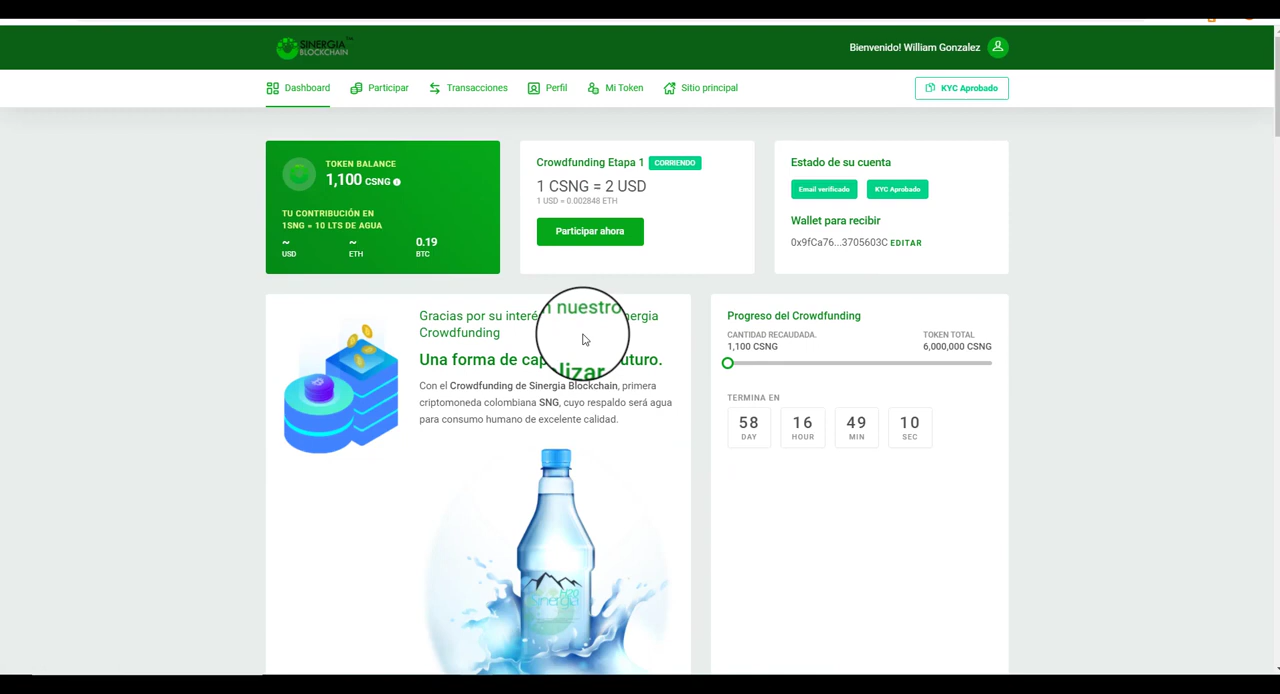 SINERGIA
BLOCKCHAIN
Bienvenido! William Gonzalez
Dashboard
Participar
Transacciones
Perfil
Mi Token
Sitio principal
KYC Aprobado
TOKEN BALANCE
1,100 CSNG
TU CONTRIBUCIÓN EN
1SNG = 10 LTS DE AGUA
~ ~ 0.19
USD ETH BTC
Crowdfunding Etapa 1 CORRIENDO
1 CSNG = 2 USD
1 USD = 0.002848 ETH
Participar ahora
Estado de su cuenta
Email verificado KYC Aprobado
Wallet para recibir
0x9fCa76...3705603C EDITAR
Gracias por su interé n nuestro nergia
Crowdfunding
Una forma de cap lizar uturo.
Con el Crowdfunding de Sinergia Blockchain, primera
criptomoneda colombiana SNG, cuyo respaldo será agua
para consumo humano de excelente calidad.
sinergia
Progreso del Crowdfunding
CANTIDAD RECAUDADA. TOKEN TOTAL
1,100 CSNG 6,000,000 CSNG
TERMINA EN
58 16 49 10
DAY HOUR MIN SEC